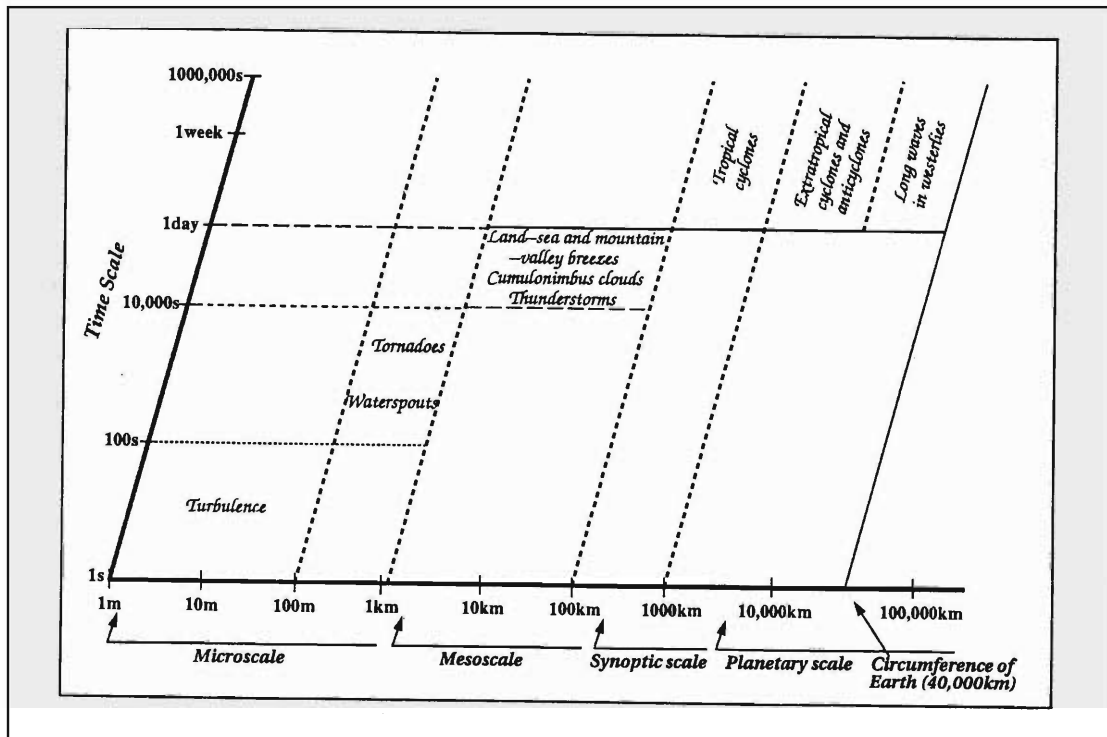 1000,000s
1week
1day
10,000s
100s
1s
Time Scale
Tropical
cyclones
Extratropical
cyclones and
anticyclones
Long waves
in westerlies
Land–sea and mountain
–valley breezes
Cumulonimbus clouds
Thunderstorms
Tornadoes
Waterspouts
Turbulence
1m
10m
100m
1km
10km
100km
1000km
10,000km
100,000km
Microscale
Mesoscale
Synoptic scale
Planetary scale
Circumference of
Earth (40,000km)